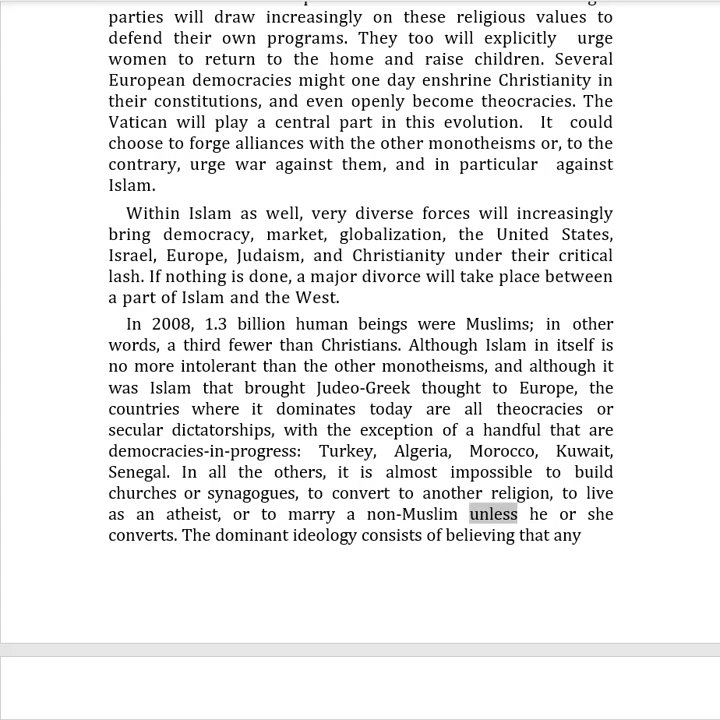 parties will draw increasingly on these religious values to
defend their own programs. They too will explicitly urge
women to return to the home and raise children. Several
European democracies might one day enshrine Christianity in
their constitutions, and even openly become theocracies. The
Vatican will play a central part in this evolution. It could
choose to forge alliances with the other monotheisms or, to the
contrary, urge war against them, and in particular against
Islam.
Within Islam as well, very diverse forces will increasingly
bring democracy, market, globalization, the United States,
Israel, Europe, Judaism, and Christianity under their critical
lash. If nothing is done, a major divorce will take place between
a part of Islam and the West.
In 2008, 1.3 billion human beings were Muslims; in other
words, a third fewer than Christians. Although Islam in itself is
no more intolerant than the other monotheisms, and although it
was Islam that brought Judeo-Greek thought to Europe, the
countries where it dominates today are all theocracies or
secular dictatorships, with the exception of a handful that are
democracies-in-progress: Turkey, Algeria, Morocco, Kuwait,
Senegal. In all the others, it is almost impossible to build
churches or synagogues, to convert to another religion, to live
as an atheist, or to marry a non-Muslim unless he or she
converts. The dominant ideology consists of believing that any